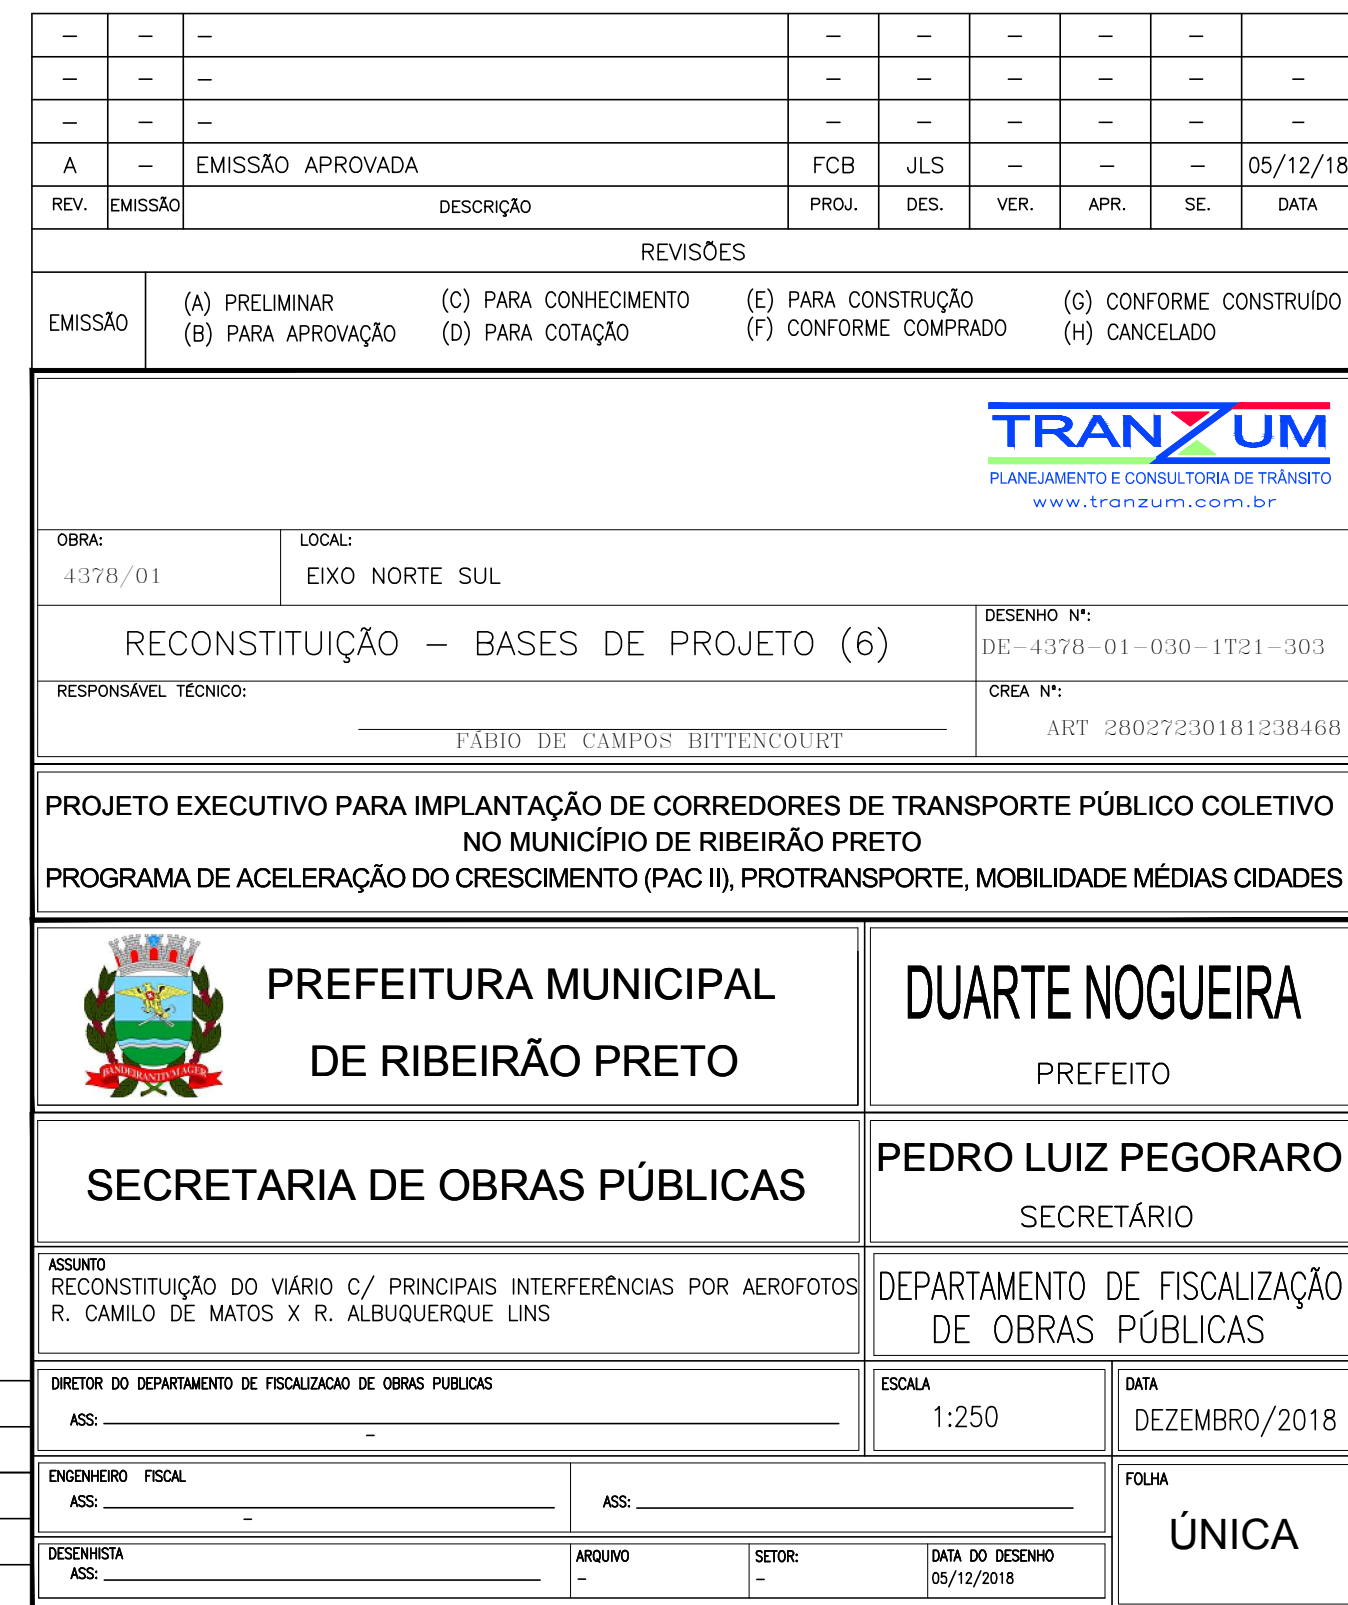 – – – – – – – –
– – – – – – – – –
– – – – – – – – –
A – EMISSÃO APROVADA FCB JLS – – – 05/12/18
REV. EMISSÃO DESCRIÇÃO PROJ. DES. VER. APR. SE. DATA
REVISÕES
EMISSÃO
(A) PRELIMINAR (C) PARA CONHECIMENTO (E) PARA CONSTRUÇÃO (G) CONFORME CONSTRUÍDO
(B) PARA APROVAÇÃO (D) PARA COTAÇÃO (F) CONFORME COMPRADO (H) CANCELADO
TRANZUM
PLANEJAMENTO E CONSULTORIA DE TRÂNSITO
www.tranzum.com.br
OBRA: LOCAL:
4378/01 EIXO NORTE SUL
RECONSTITUIÇÃO – BASES DE PROJETO (6)
DESENHO Nº:
DE-4378-01-030-1T21-303
RESPONSÁVEL TÉCNICO:
FÁBIO DE CAMPOS BITTENCOURT
CREA Nº:
ART 28027230181238468
PROJETO EXECUTIVO PARA IMPLANTAÇÃO DE CORREDORES DE TRANSPORTE PÚBLICO COLETIVO
NO MUNICÍPIO DE RIBEIRÃO PRETO
PROGRAMA DE ACELERAÇÃO DO CRESCIMENTO (PAC II), PROTRANSPORTE, MOBILIDADE MÉDIAS CIDADES
BANDEIRANTIVM AGER
PREFEITURA MUNICIPAL
DE RIBEIRÃO PRETO
DUARTE NOGUEIRA
PREFEITO
SECRETARIA DE OBRAS PÚBLICAS
PEDRO LUIZ PEGORARO
SECRETÁRIO
ASSUNTO
RECONSTITUIÇÃO DO VIÁRIO C/ PRINCIPAIS INTERFERÊNCIAS POR AEROFOTOS
R. CAMILO DE MATOS X R. ALBUQUERQUE LINS
DEPARTAMENTO DE FISCALIZAÇÃO
DE OBRAS PÚBLICAS
DIRETOR DO DEPARTAMENTO DE FISCALIZACAO DE OBRAS PUBLICAS
ASS:
–
ESCALA
1:250
DATA
DEZEMBRO/2018
ENGENHEIRO FISCAL
ASS:
–
ASS:
FOLHA
ÚNICA
DESENHISTA
ASS:
ARQUIVO
–
SETOR:
–
DATA DO DESENHO
05/12/2018